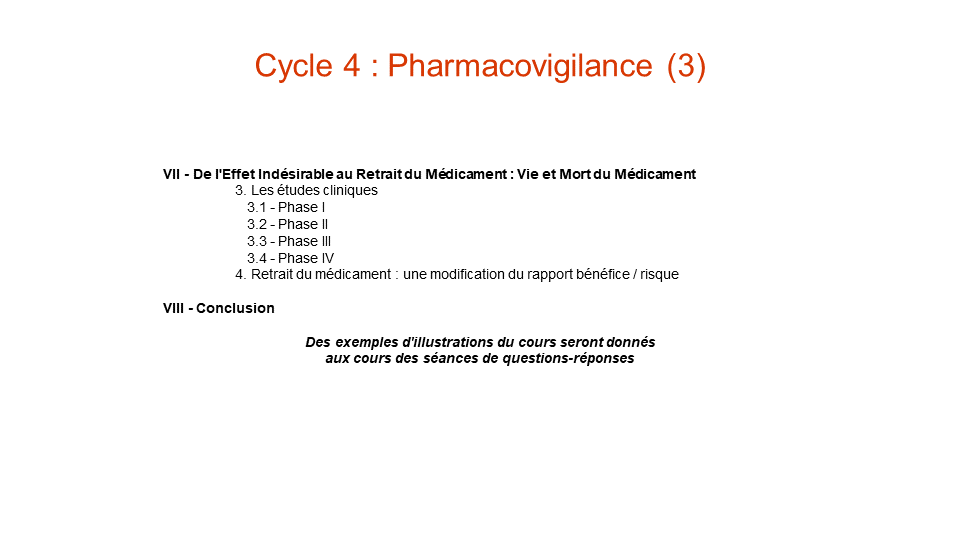 Cycle 4 : Pharmacovigilance (3)
VII - De l'Effet Indésirable au Retrait du Médicament : Vie et Mort du Médicament
3. Les études cliniques
3.1 - Phase I
3.2 - Phase II
3.3 - Phase III
3.4 - Phase IV
4. Retrait du médicament : une modification du rapport bénéfice / risque
VIII - Conclusion
Des exemples d'illustrations du cours seront donnés
aux cours des séances de questions-réponses